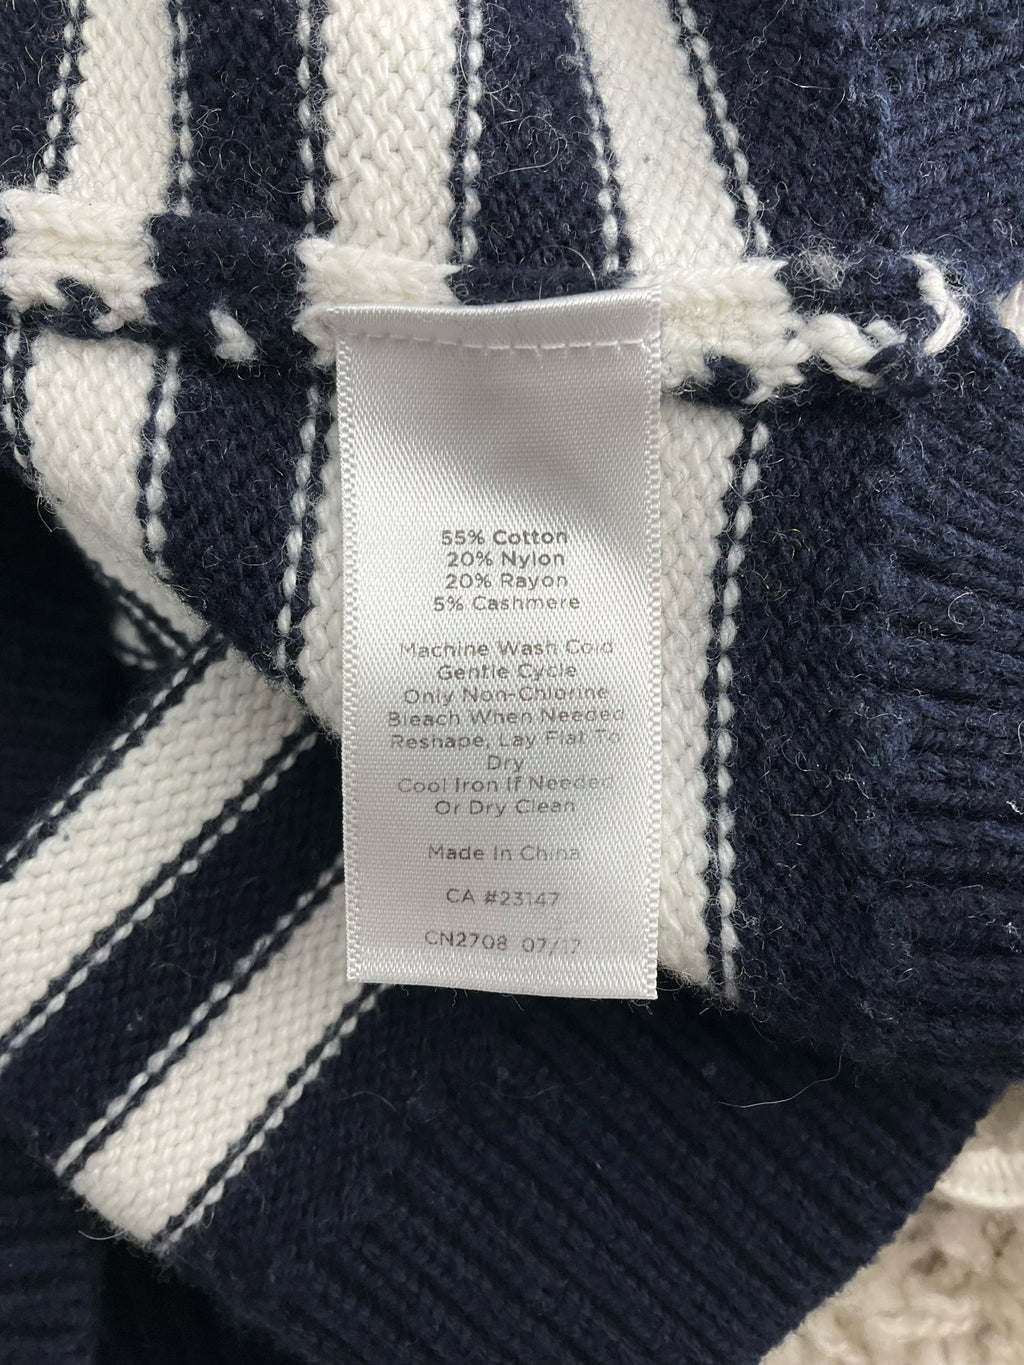 55% Cotton
20% Nylon
20% Rayon
5% Cashmere
Machine Wash Cold
Gentle Cycle
Only Non-Chlorine
Bleach When Needed
Reshape, Lay Flat To
Dry
Cool Iron If Needed
Or Dry Clean
Made In China
CA #23147
CN2708 07/17